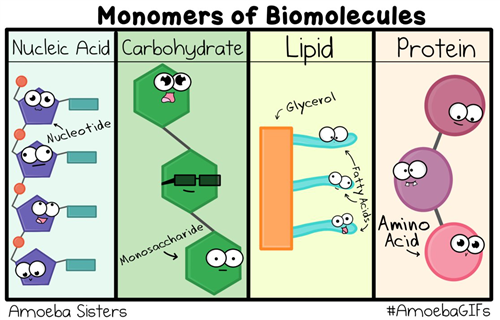 Monomers of Biomolecules
Nucleic Acid
Carbohydrate
Lipid
Protein
Nucleotide
Monosaccharide
Glycerol
Fatty Acids
Amino
Acid
Amoeba Sisters
#AmoebaGIFs